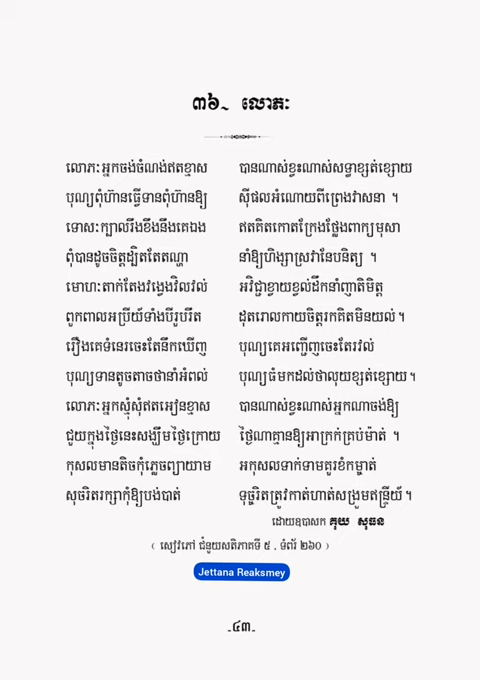 ៣៦~ លោភៈ
លោភៈអ្នកចង់ចំណង់ឥតខ្មាស បានណាស់ខ្វះណាស់សទ្ធាខ្សត់ខ្សោយ
បុណ្យពុំហ៊ានធ្វើទានពុំហ៊ានឱ្យ ស៊ីផលអំណោយពីព្រេងវាសនា ។
ទោសៈក្បាលរឹងខឹងនឹងគេឯង ឥតគិតកោតក្រែងថ្លែងពាក្យមុសា
ពុំបានដូចចិត្តដ្បិតតែតណ្ហា នាំឱ្យហិង្សាស្រវានៃបនិត្យ ។
មោហៈតាក់តែងវង្វេងវិលវល់ អវិជ្ជាខ្វាយខ្វល់ដឹកនាំញាតិមិត្ត
ពួកពាលអប្រីយ៍ទាំងបីរួបរឹត ដុតរោលកាយចិត្តរកគិតមិនយល់ ។
រឿងគេទំនេរចេះតែនឹកឃើញ បុណ្យគេអញ្ជើញចេះតែរវល់
បុណ្យទានតូចតាចថានាំអំពល់ បុណ្យធំមកដល់ថាលុយខ្សត់ខ្សោយ ។
លោភៈអ្នកស្មុំសុំឥតអៀនខ្មាស បានណាស់ខ្វះណាស់អ្នកណាចង់ឱ្យ
ជួយក្នុងថ្ងៃនេះសង្ឃឹមថ្ងៃក្រោយ ថ្ងៃណាគ្មានឱ្យអាក្រក់គ្រប់ម៉ាត់ ។
កុសលមានតិចកុំភ្លេចព្យាយាម អកុសលទាក់ទាមគួរខំកម្ចាត់
សុចរិតរក្សាកុំឱ្យបង់បាត់ ទុច្ចរិតត្រូវកាត់ហាត់សង្រួមឥន្ទ្រីយ៍ ។
ដោយឧបាសក គុយ សុធន
( សៀវភៅ ជំនួយសតិភាគទី ៥ . ទំព័រ ២៦០ )
Jettana Reaksmey
-៤៣-